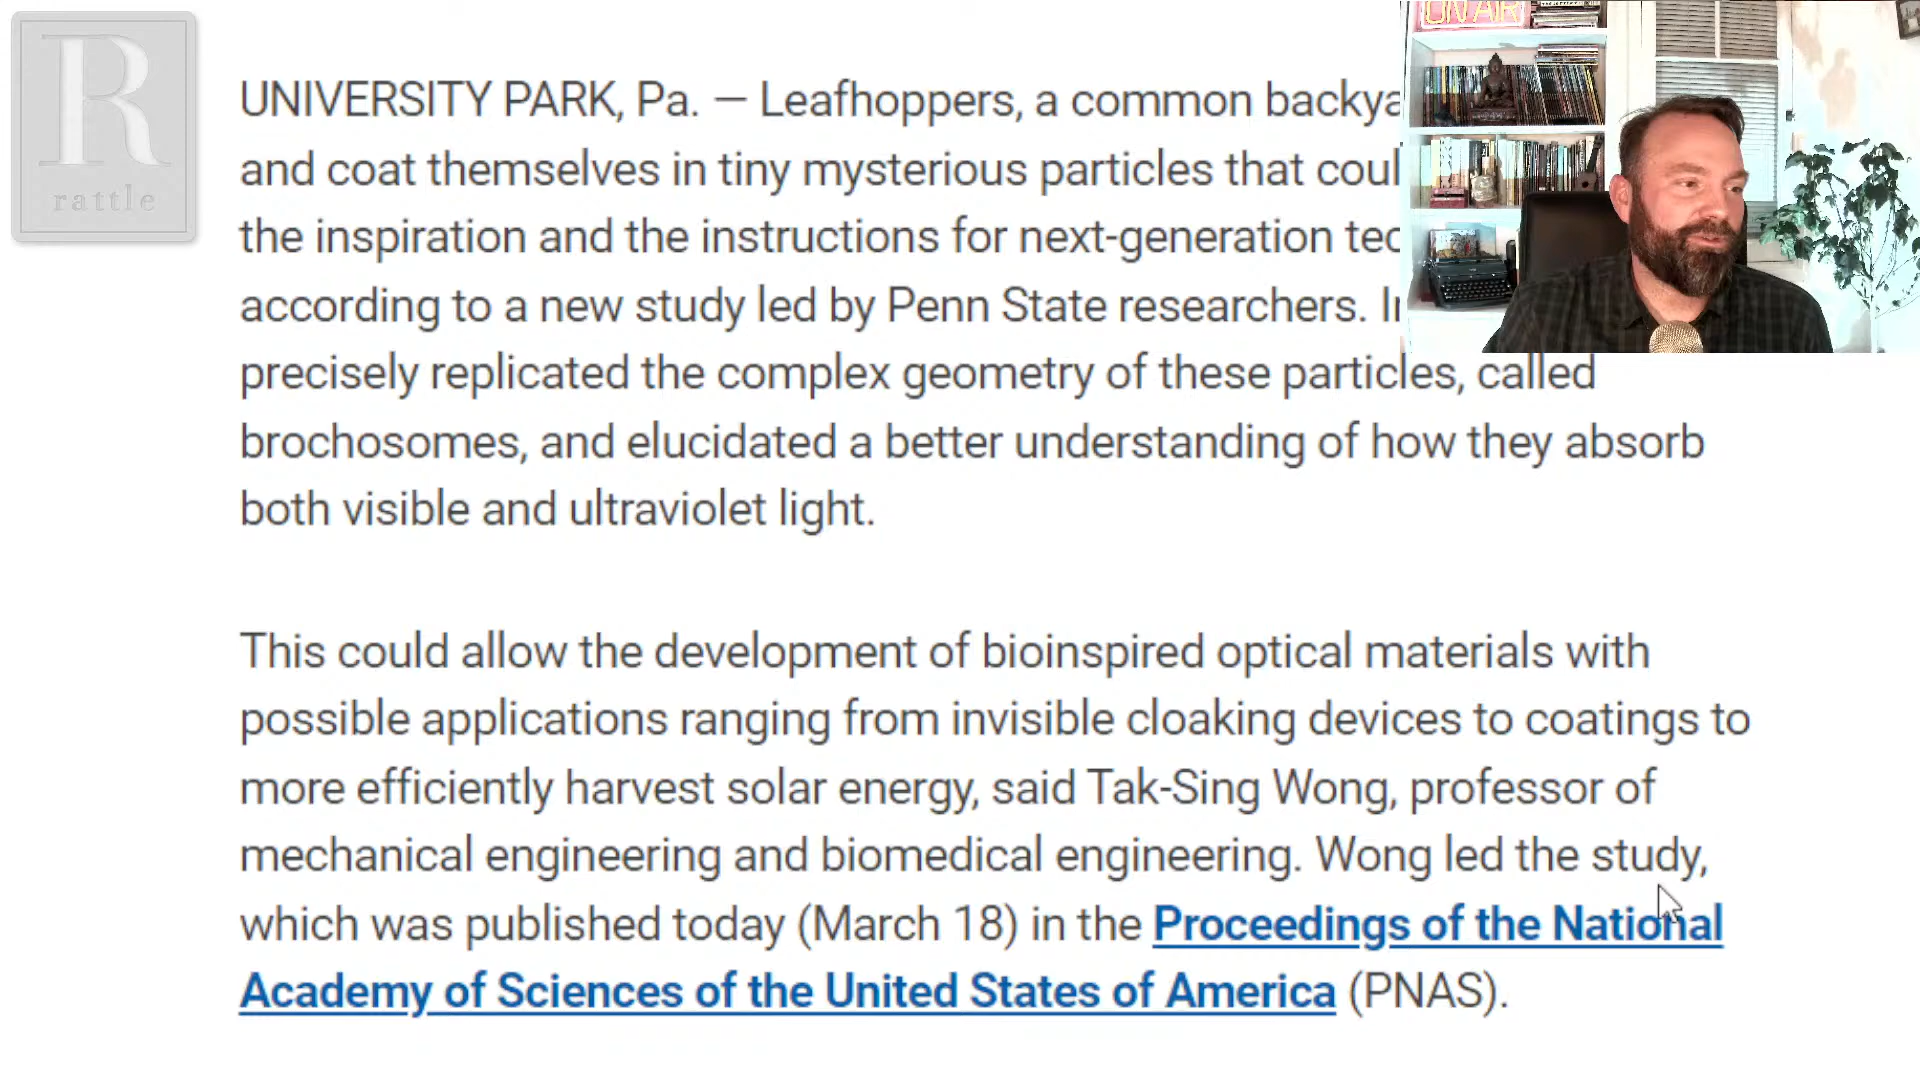 R
rattle
ON AIR
UNIVERSITY PARK, Pa. — Leafhoppers, a common
and coat themselves in tiny mysterious particles that
the inspiration and the instructions for next-generation
according to a new study led by Penn State researchers.
precisely replicated the complex geometry of these particles, called
brochosomes, and elucidated a better understanding of how they absorb
both visible and ultraviolet light.
This could allow the development of bioinspired optical materials with
possible applications ranging from invisible cloaking devices to coatings to
more efficiently harvest solar energy, said Tak-Sing Wong, professor of
mechanical engineering and biomedical engineering. Wong led the study,
which was published today (March 18) in the Proceedings of the National
Academy of Sciences of the United States of America (PNAS).